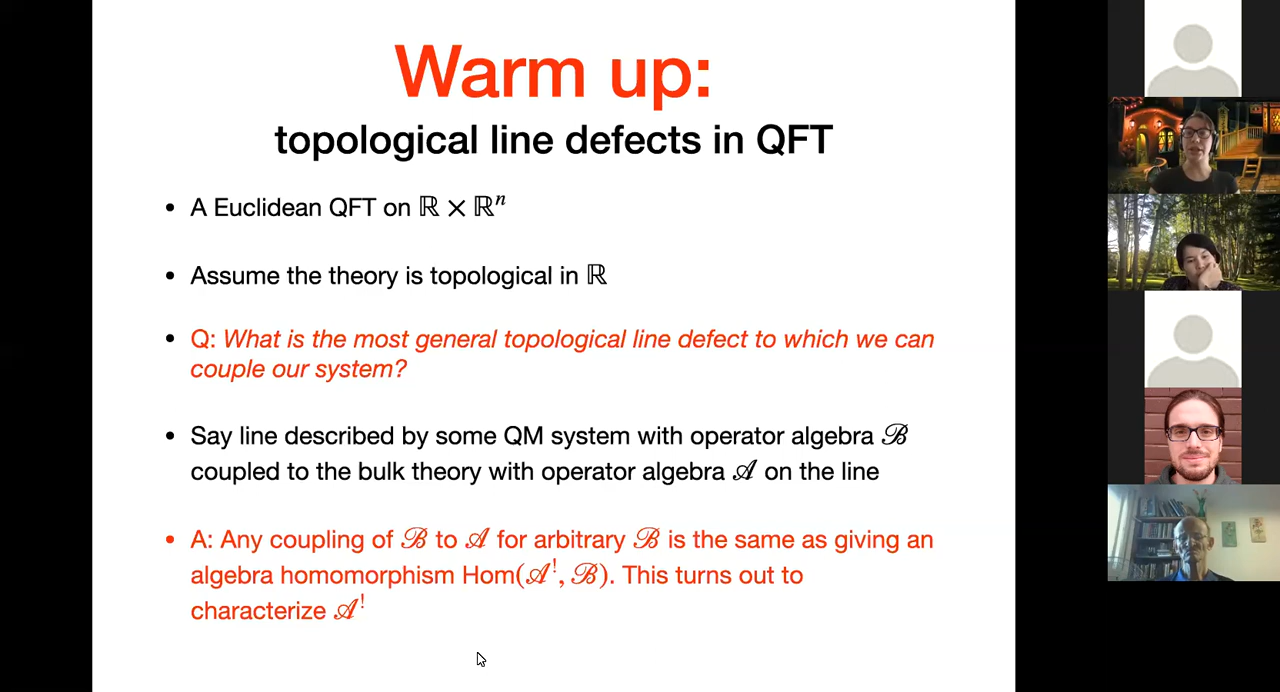 Warm up:
topological line defects in QFT
• A Euclidean QFT on ℝ × ℝⁿ
• Assume the theory is topological in ℝ
• Q: What is the most general topological line defect to which we can
couple our system?
• Say line described by some QM system with operator algebra ℬ
coupled to the bulk theory with operator algebra 𝒜 on the line
• A: Any coupling of ℬ to 𝒜 for arbitrary ℬ is the same as giving an
algebra homomorphism Hom(𝒜!, ℬ). This turns out to
characterize 𝒜!